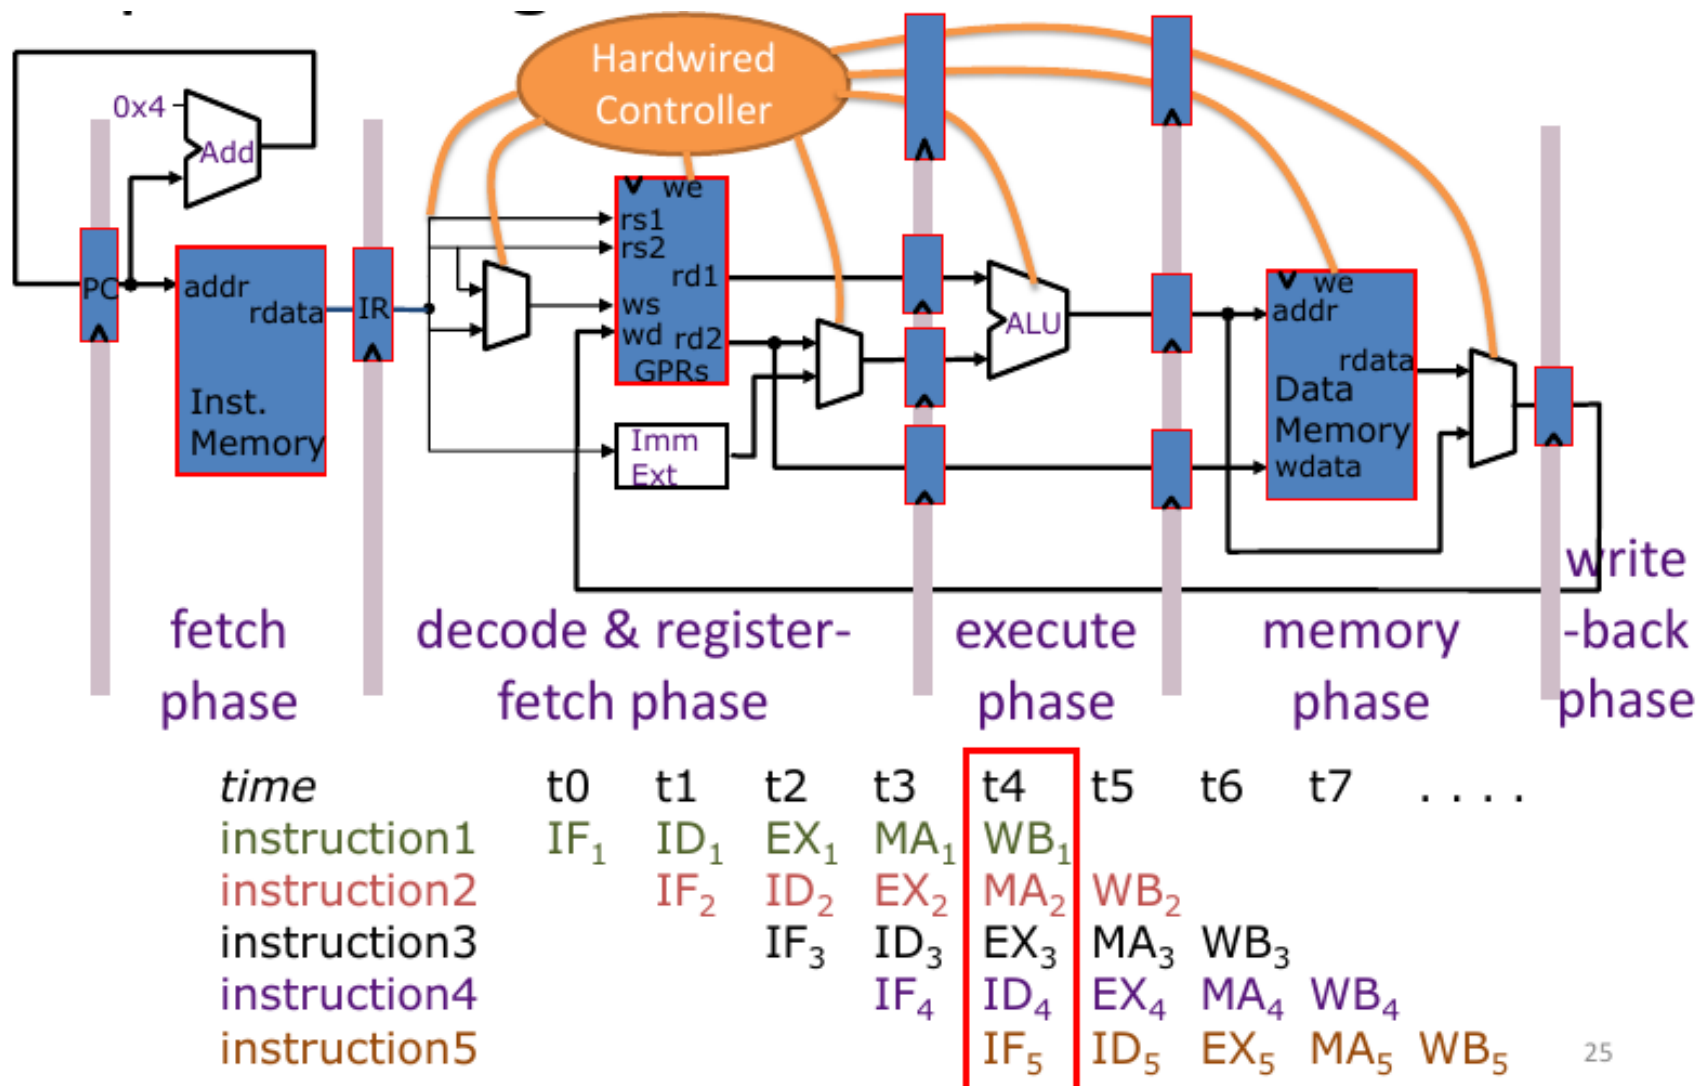 Hardwired
Controller
0x4
Add
we
rs1
rs2
rd1
PC
addr
rdata
IR
ws
wd rd2
GPRs
ALU
we
addr
rdata
Inst.
Memory
Imm
Ext
Data
Memory
wdata
fetch
phase
decode & register-
fetch phase
execute
phase
memory
phase
write
-back
phase
time t0 t1 t2 t3 t4 t5 t6 t7 . . . .
instruction1 IF1 ID1 EX1 MA1 WB1
instruction2 IF2 ID2 EX2 MA2 WB2
instruction3 IF3 ID3 EX3 MA3 WB3
instruction4 IF4 ID4 EX4 MA4 WB4
instruction5 IF5 ID5 EX5 MA5 WB5
25